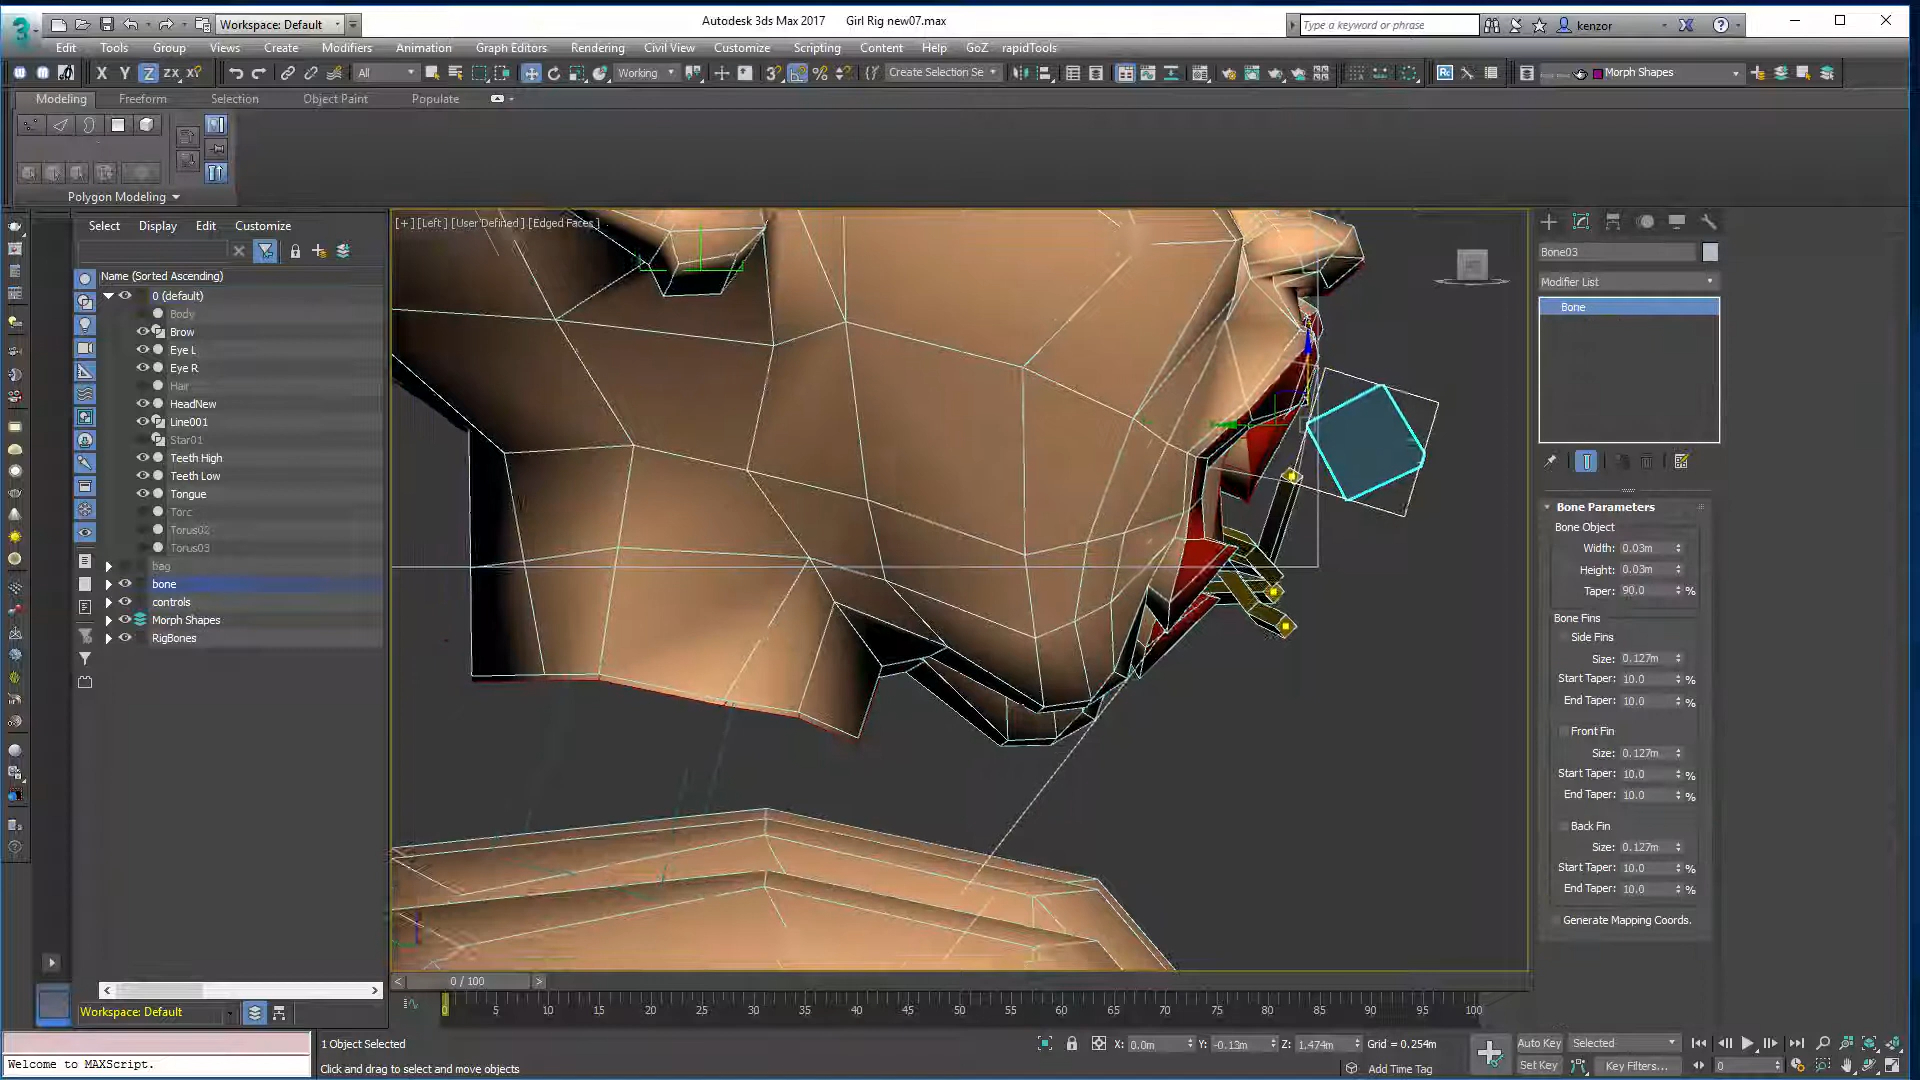 Workspace: Default
Autodesk 3ds Max 2017 Girl Rig new07.max
Type a keyword or phrase
kenzor
Edit Tools Group Views Create Modifiers Animation Graph Editors Rendering Civil View Customize Scripting Content Help GoZ rapidTools
X Y Z ZX All Working Create Selection Se Morph Shapes
Modeling Freeform Selection Object Paint Populate
Polygon Modeling
Select Display Edit Customize
[+] [Left] [User Defined] [Edged Faces]
Name (Sorted Ascending)
0 (default)
Body
Brow
Eye L
Eye R
Hair
HeadNew
Line001
Star01
Teeth High
Teeth Low
Tongue
Torc
Torus02
Torus03
bag
bone
controls
Morph Shapes
RigBones
Bone03
Modifier List
Bone
Bone Parameters
Bone Object
Width: 0.03m
Height: 0.03m
Taper: 90.0 %
Bone Fins
Side Fins
Size: 0.127m
Start Taper: 10.0 %
End Taper: 10.0 %
Front Fin
Size: 0.127m
Start Taper: 10.0 %
End Taper: 10.0 %
Back Fin
Size: 0.127m
Start Taper: 10.0 %
End Taper: 10.0 %
Generate Mapping Coords.
0 / 100
Workspace: Default
0 5 10 15 20 25 30 35 40 45 50 55 60 65 70 75 80 85 90 95 100
1 Object Selected
X: 0.0m Y: -0.13m Z: 1.474m Grid = 0.254m
Auto Key Selected
Welcome to MAXScript.
Click and drag to select and move objects
Add Time Tag
Set Key Key Filters... 0